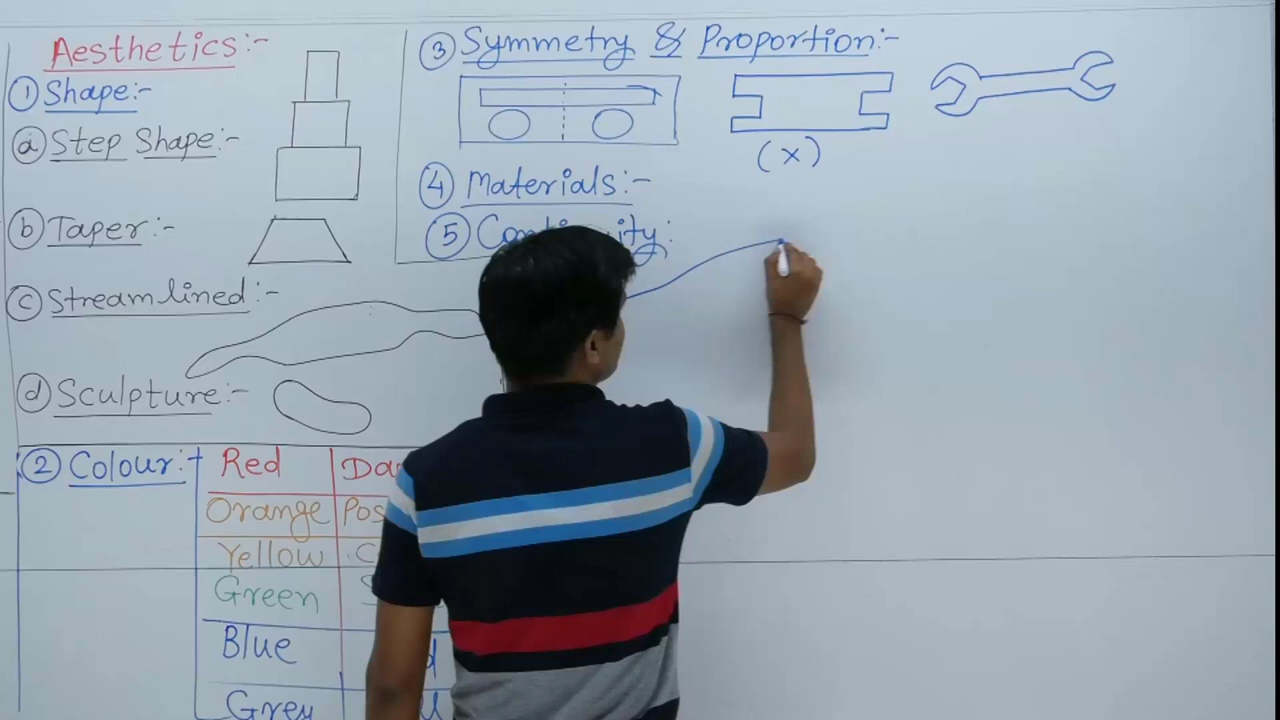 Aesthetics:-
① Shape:-
ⓐ Step Shape:-
ⓑ Taper:-
ⓒ Streamlined:-
ⓓ Sculpture:-
② Colour:-
Red
Orange
Yellow
Green
Blue
Grey
③ Symmetry & Proportion:-
(x)
④ Materials:-
⑤